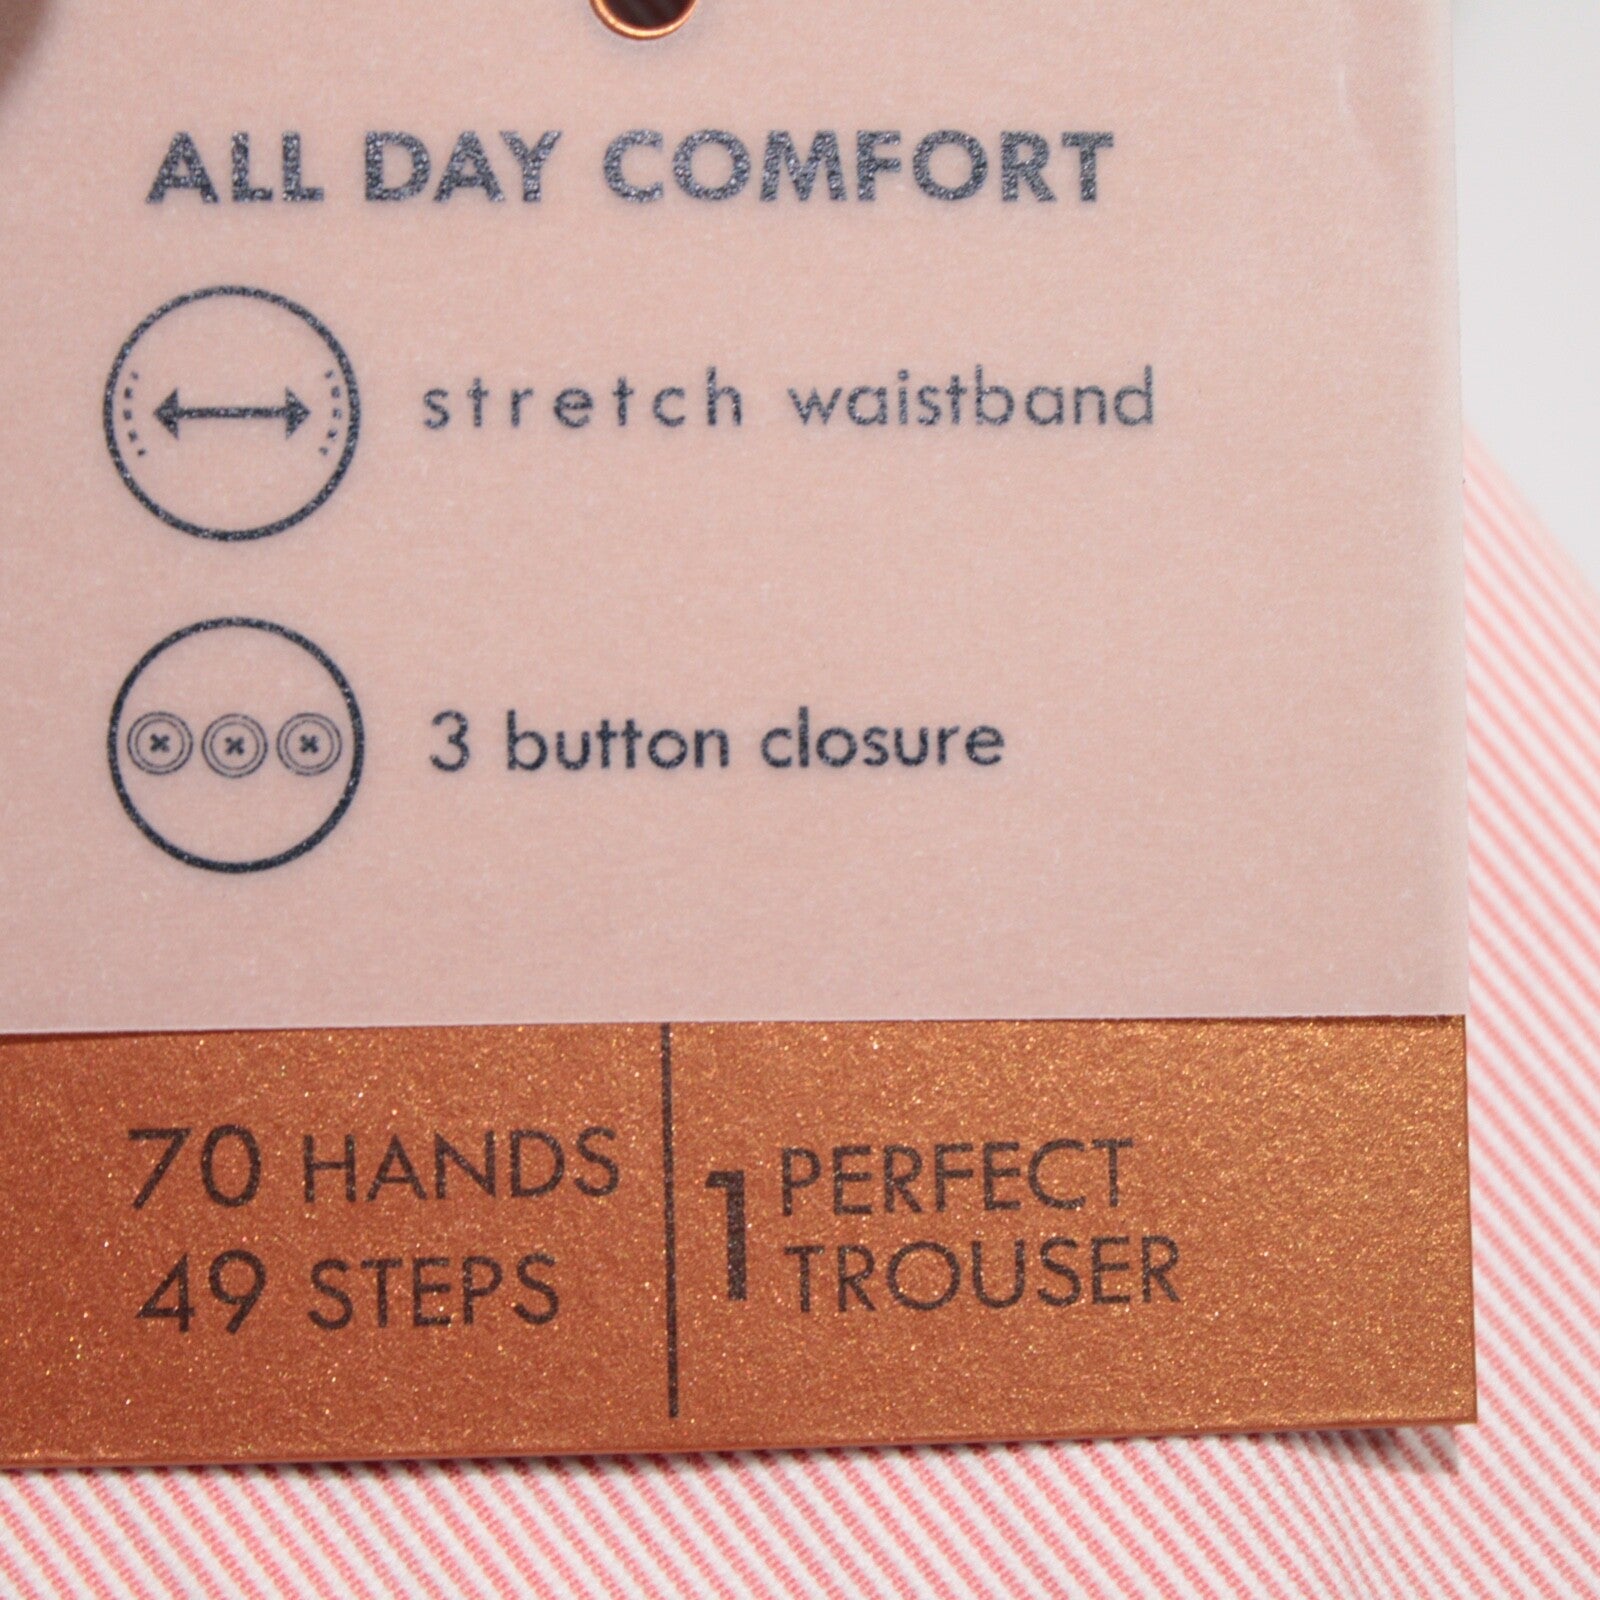 ALL DAY COMFORT
stretch waistband
3 button closure
70 HANDS
49 STEPS
1 PERFECT
TROUSER